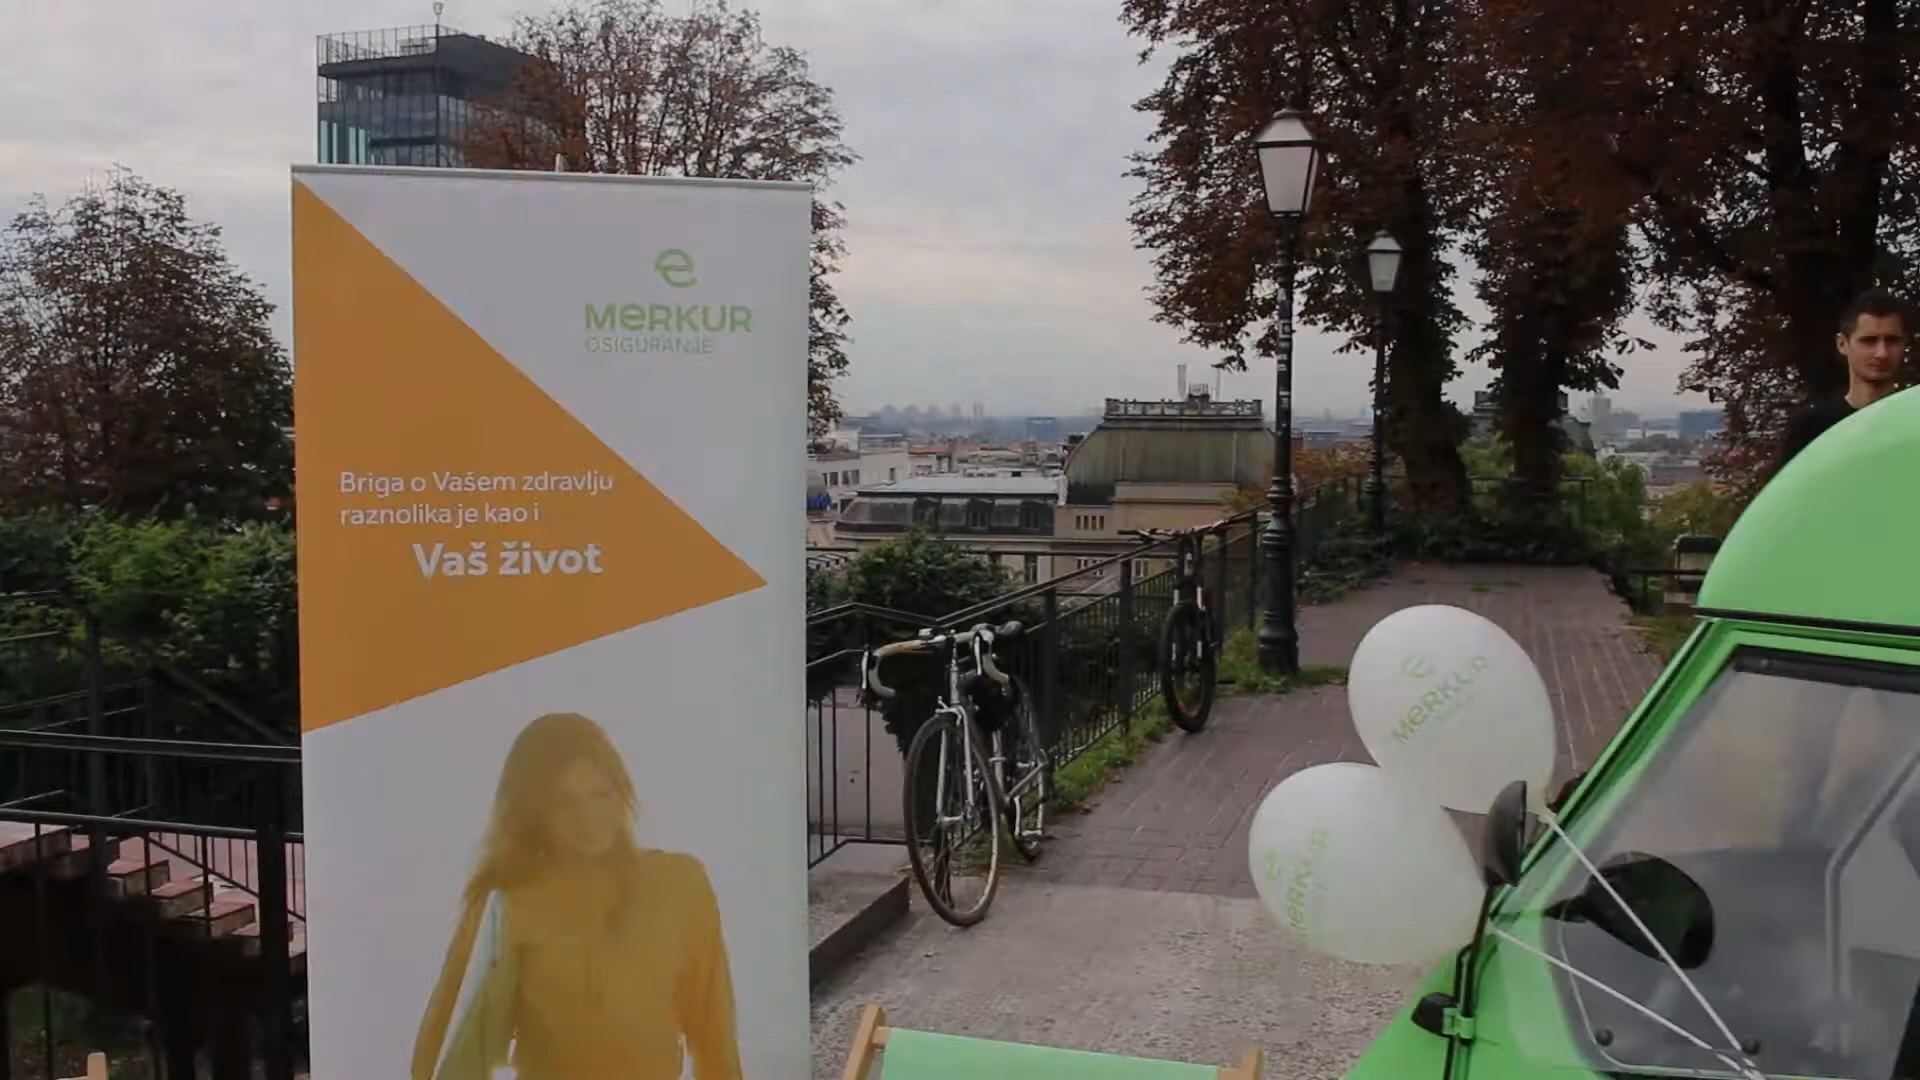 MERKUR
OSIGURANJE
Briga o Vašem zdravlju
raznolika je kao i
Vaš život
MERKUR
MERKUR